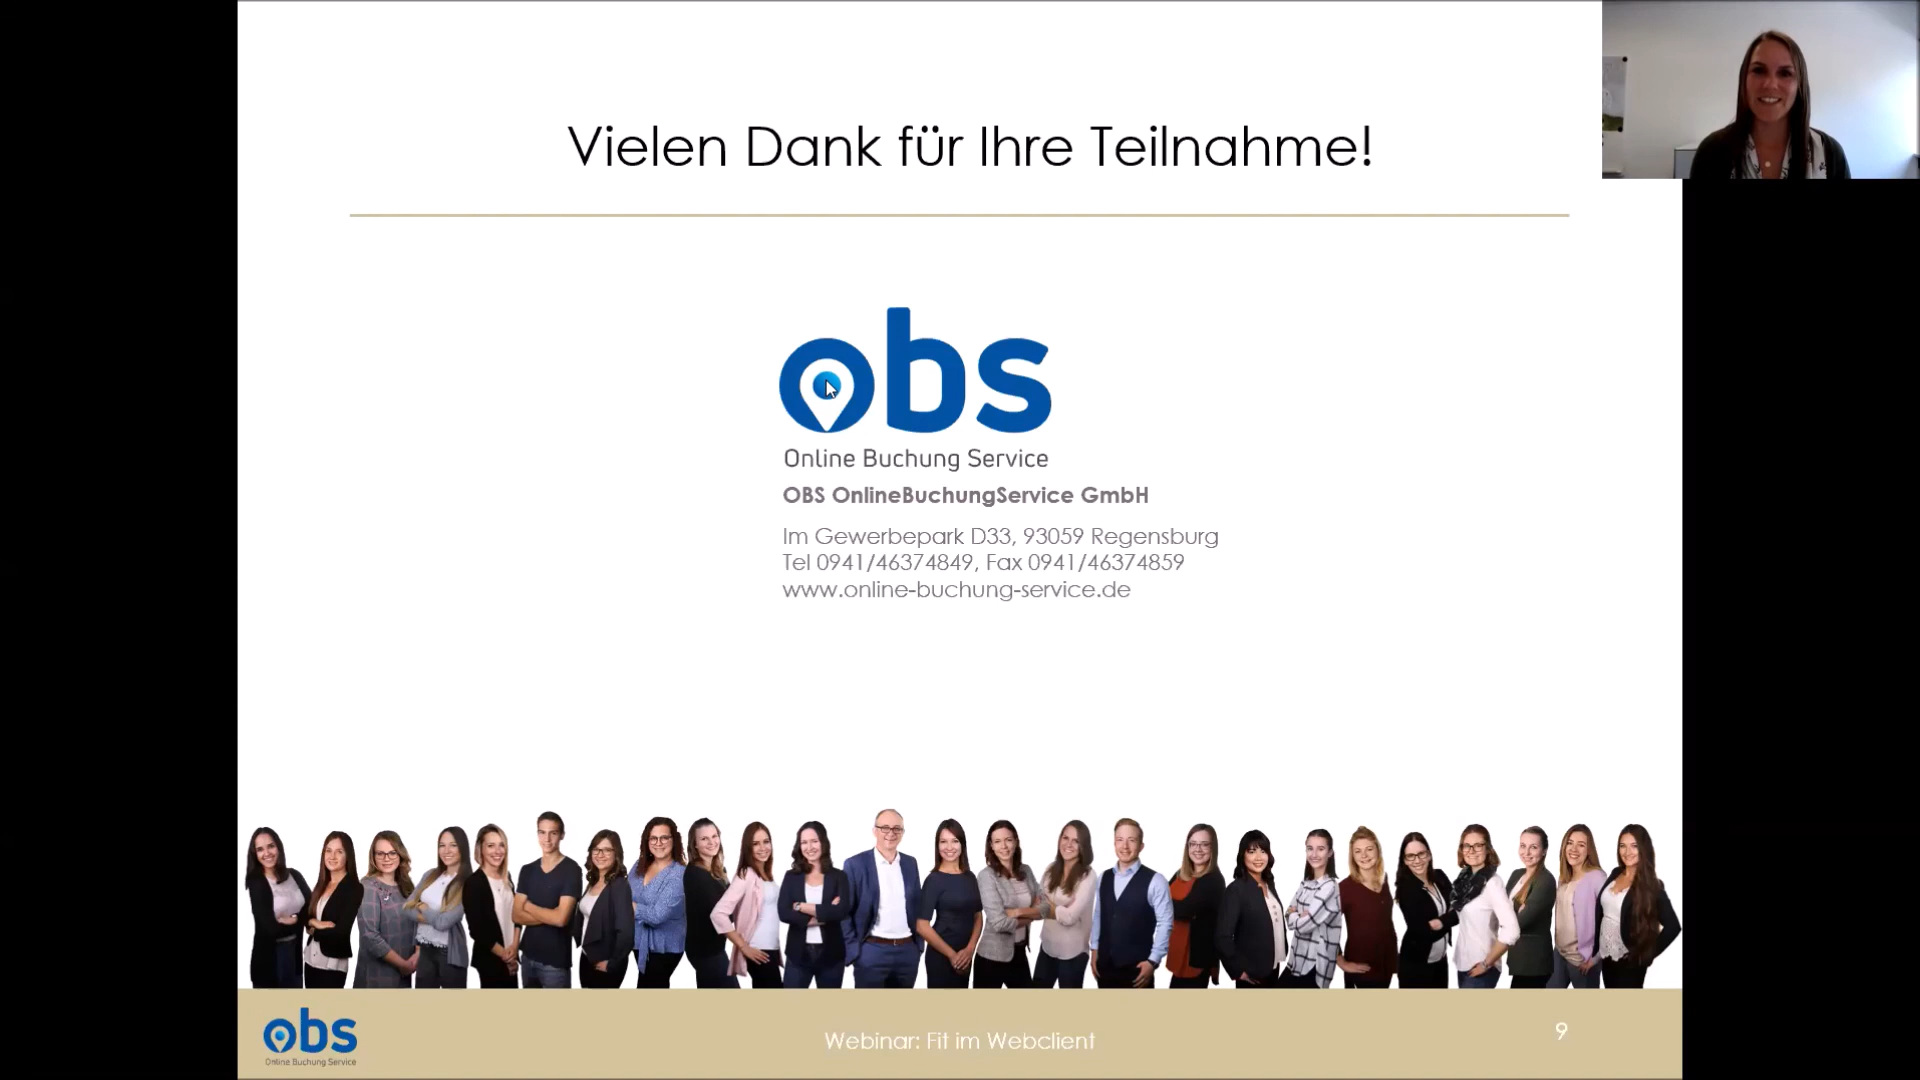 Vielen Dank für Ihre Teilnahme!
obs
Online Buchung Service
OBS OnlineBuchungService GmbH
Im Gewerbepark D33, 93059 Regensburg
Tel 0941/46374849, Fax 0941/46374859
www.online-buchung-service.de
obs
Online Buchung Service
Webinar: Fit im Webclient
9